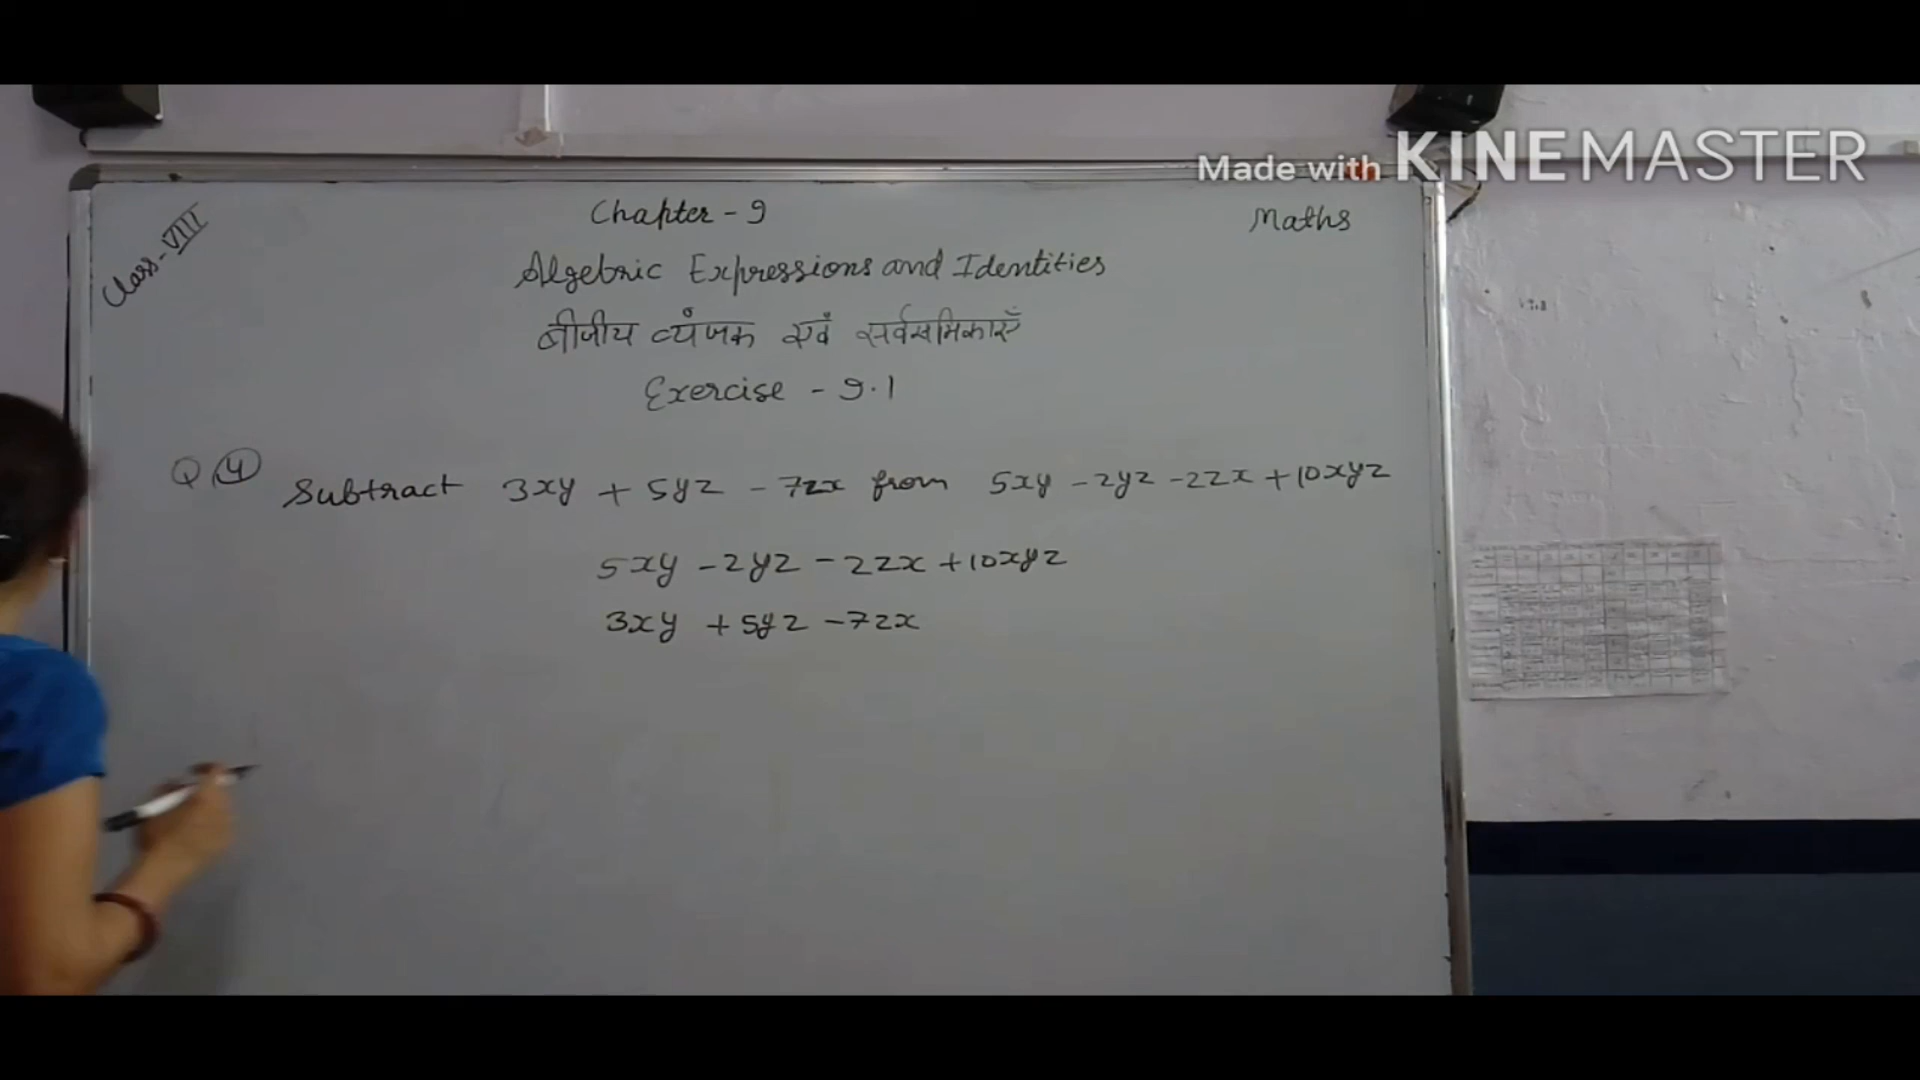 Made with KINEMASTER
Class-VIII
Chapter - 9
Maths
Algebric Expressions and Identities
बीजीय व्यंजक एवं सर्वसमिकाएँ
Exercise - 9.1
Q.4 Subtract 3xy + 5yz - 7zx from 5xy - 2yz - 2zx + 10xyz
5xy - 2yz - 2zx + 10xyz
3xy + 5yz - 7zx